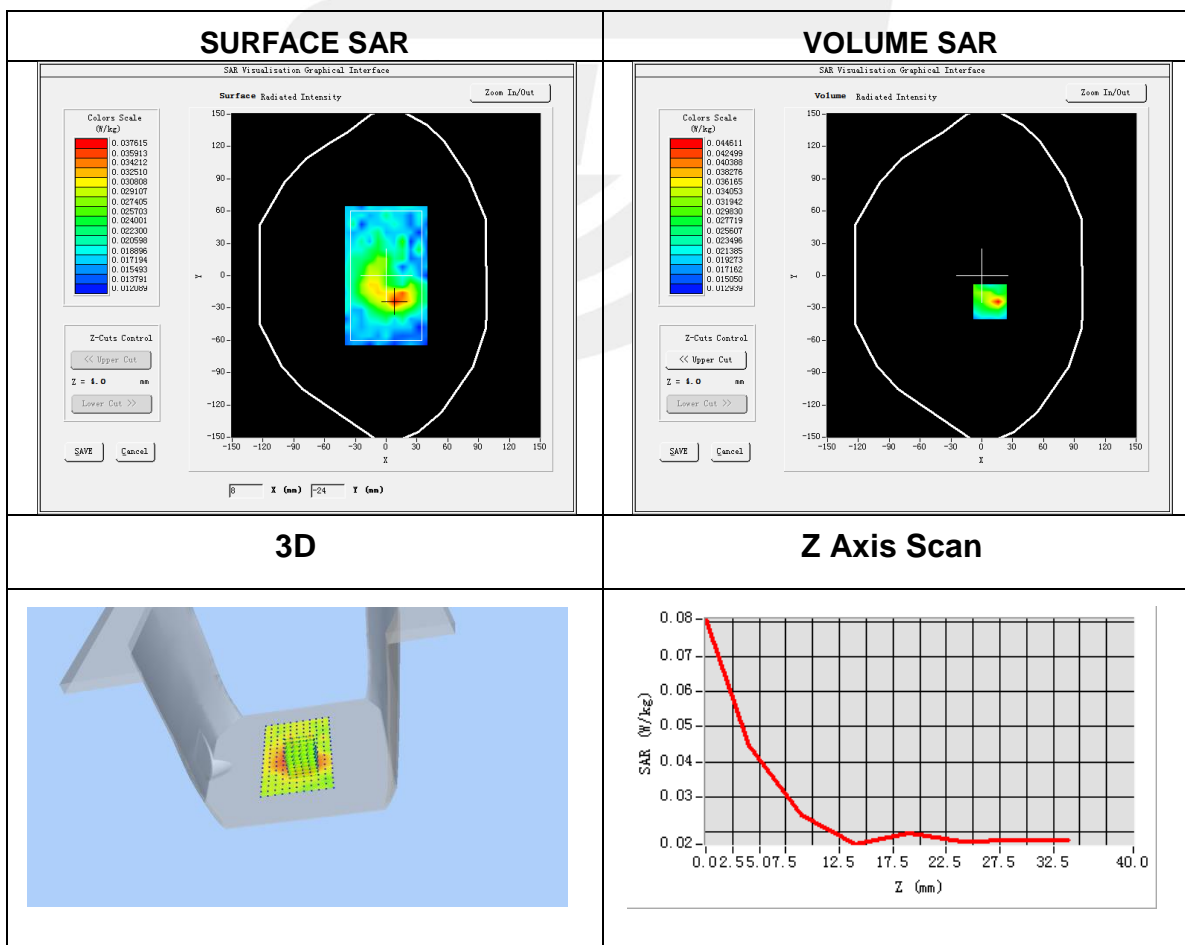 SURFACE SAR
SAR Visualisation Graphical Interface
Surface Radiated Intensity
Zoom In/Out
Colors Scale
(W/kg)
0.037615
0.035913
0.034212
0.032510
0.030808
0.029107
0.027405
0.025703
0.024001
0.022300
0.020598
0.018896
0.017194
0.015493
0.013791
0.012089
Z-Cuts Control
<< Upper Cut
Z = 4.0 mm
Lower Cut >>
SAVE Cancel
150
120
90
60
30
Y 0
-30
-60
-90
-120
-150
-150 -120 -90 -60 -30 0 30 60 90 120 150
X
8 X (mm) -24 Y (mm)
VOLUME SAR
SAR Visualisation Graphical Interface
Volume Radiated Intensity
Zoom In/Out
Colors Scale
(W/kg)
0.044611
0.042499
0.040388
0.038276
0.036165
0.034053
0.031942
0.029830
0.027719
0.025607
0.023496
0.021385
0.019273
0.017162
0.015050
0.012939
Z-Cuts Control
<< Upper Cut
Z = 4.0 mm
Lower Cut >>
SAVE Cancel
150
120
90
60
30
Y 0
-30
-60
-90
-120
-150
-150 -120 -90 -60 -30 0 30 60 90 120 150
X
3D
Z Axis Scan
0.08
0.07
0.06
0.05
0.04
0.03
0.02
SAR (W/kg)
0.0 2.5 5.0 7.5 12.5 17.5 22.5 27.5 32.5 40.0
Z (mm)